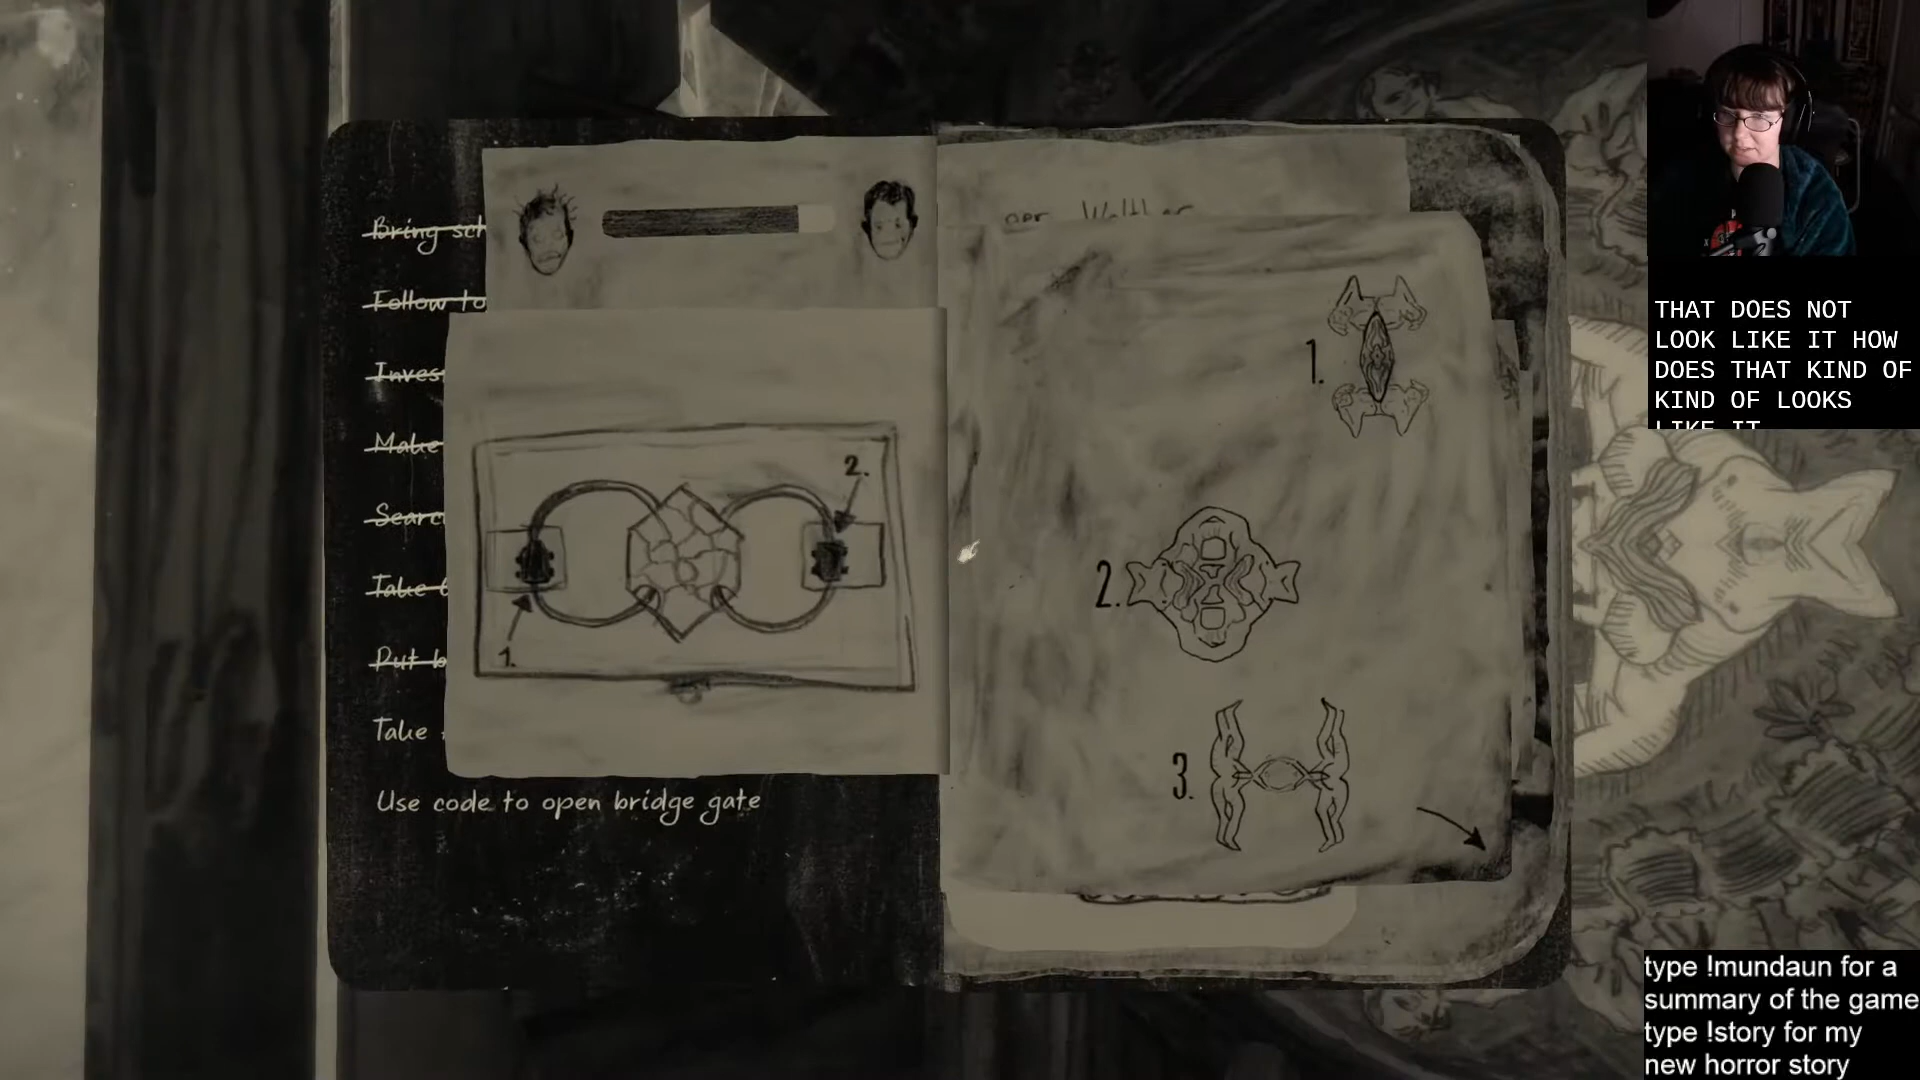 Bring sch
Follow to
Inves
Make
Searc
Take
Put b
Take
Use code to open bridge gate
1.
2.
1.
2.
3.
THAT DOES NOT
LOOK LIKE IT HOW
DOES THAT KIND OF
KIND OF LOOKS
LIKE IT
type !mundaun for a
summary of the game
type !story for my
new horror story